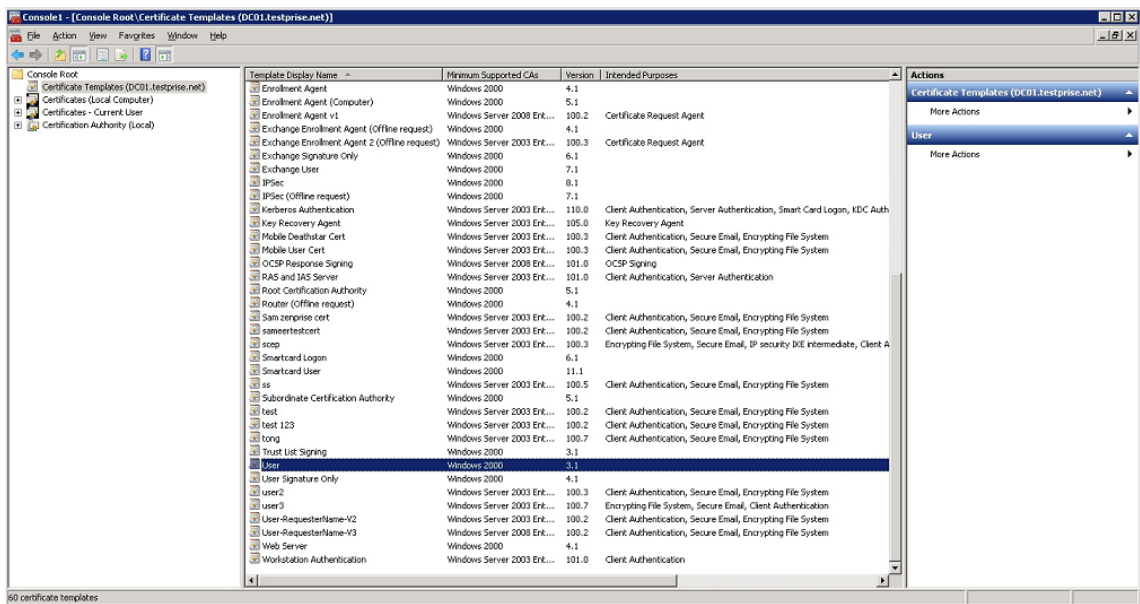 Console1 - [Console Root\Certificate Templates (DC01.testprise.net)]
File Action View Favorites Window Help
Console Root
Certificate Templates (DC01.testprise.net)
Certificates (Local Computer)
Certificates - Current User
Certification Authority (Local)
Template Display Name Minimum Supported CAs Version Intended Purposes
Enrollment Agent Windows 2000 4.1
Enrollment Agent (Computer) Windows 2000 5.1
Enrollment Agent v1 Windows Server 2008 Ent... 100.2 Certificate Request Agent
Exchange Enrollment Agent (Offline request) Windows 2000 4.1
Exchange Enrollment Agent 2 (Offline request) Windows Server 2003 Ent... 100.3 Certificate Request Agent
Exchange Signature Only Windows 2000 6.1
Exchange User Windows 2000 7.1
IPSec Windows 2000 8.1
IPSec (Offline request) Windows 2000 7.1
Kerberos Authentication Windows Server 2003 Ent... 110.0 Client Authentication, Server Authentication, Smart Card Logon, KDC Auth
Key Recovery Agent Windows Server 2003 Ent... 105.0 Key Recovery Agent
Mobile Deathstar Cert Windows Server 2003 Ent... 100.3 Client Authentication, Secure Email, Encrypting File System
Mobile User Cert Windows Server 2003 Ent... 100.3 Client Authentication, Secure Email, Encrypting File System
OCSP Response Signing Windows Server 2008 Ent... 101.0 OCSP Signing
RAS and IAS Server Windows Server 2003 Ent... 101.0 Client Authentication, Server Authentication
Root Certification Authority Windows 2000 5.1
Router (Offline request) Windows 2000 4.1
Sam zenprise cert Windows Server 2003 Ent... 100.2 Client Authentication, Secure Email, Encrypting File System
sameertestcert Windows Server 2003 Ent... 100.2 Client Authentication, Secure Email, Encrypting File System
scep Windows Server 2003 Ent... 100.3 Encrypting File System, Secure Email, IP security IKE intermediate, Client A
Smartcard Logon Windows 2000 6.1
Smartcard User Windows 2000 11.1
ss Windows Server 2003 Ent... 100.5 Client Authentication, Secure Email, Encrypting File System
Subordinate Certification Authority Windows 2000 5.1
test Windows Server 2003 Ent... 100.2 Client Authentication, Secure Email, Encrypting File System
test 123 Windows Server 2003 Ent... 100.2 Client Authentication, Secure Email, Encrypting File System
tong Windows Server 2003 Ent... 100.7 Client Authentication, Secure Email, Encrypting File System
Trust List Signing Windows 2000 3.1
User Windows 2000 3.1
User Signature Only Windows 2000 4.1
user2 Windows Server 2003 Ent... 100.3 Client Authentication, Secure Email, Encrypting File System
user3 Windows Server 2003 Ent... 100.7 Encrypting File System, Secure Email, Client Authentication
User-RequesterName-V2 Windows Server 2003 Ent... 100.2 Client Authentication, Secure Email, Encrypting File System
User-RequesterName-V3 Windows Server 2008 Ent... 100.2 Client Authentication, Secure Email, Encrypting File System
Web Server Windows 2000 4.1
Workstation Authentication Windows Server 2003 Ent... 101.0 Client Authentication
Actions
Certificate Templates (DC01.testprise.net)
More Actions
User
More Actions
60 certificate templates